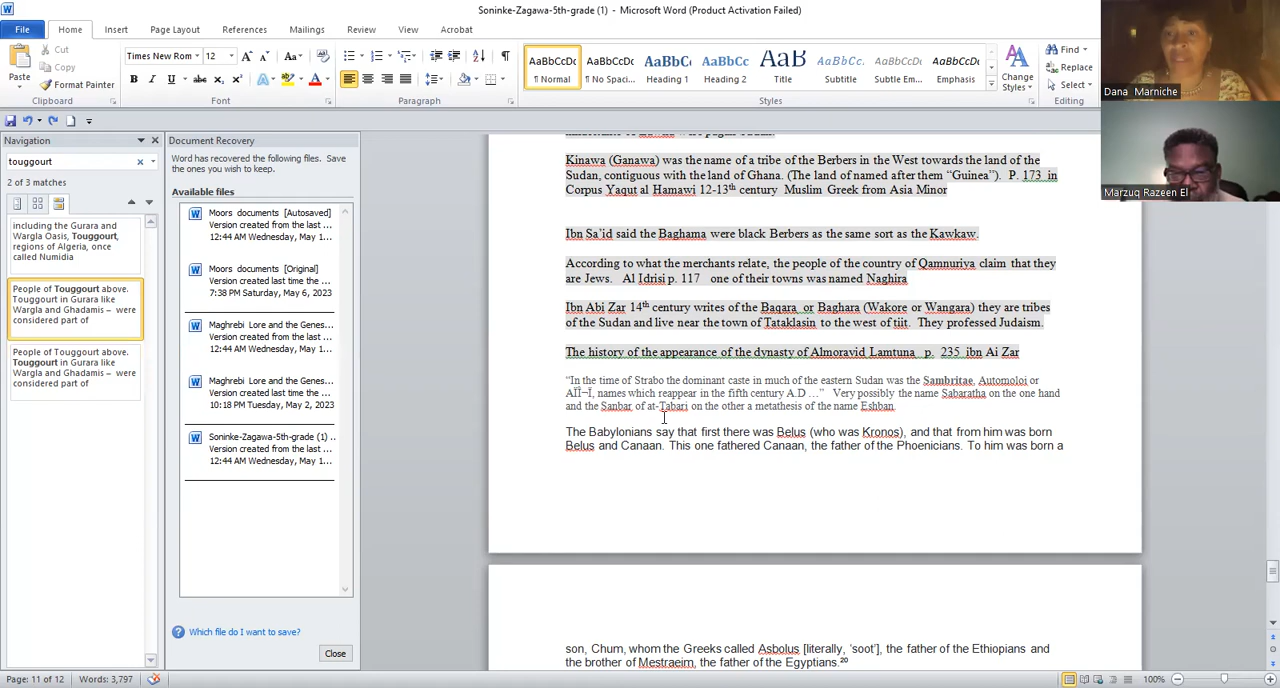 Soninke-Zagawa-5th-grade (1) - Microsoft Word (Product Activation Failed)
File
Home
Insert
Page Layout
References
Mailings
Review
View
Acrobat
Paste
Cut
Copy
Format Painter
Clipboard
Times New Rom
12
Font
Paragraph
AaBbCcDc
¶ Normal
AaBbCcDc
¶ No Spaci...
AaBbC
Heading 1
AaBbCc
Heading 2
AaB
Title
AaBbCc.
Subtitle
AaBbCcDc
Subtle Em...
AaBbCcDc
Emphasis
Styles
Change
Styles
Find
Replace
Select
Editing
Dana Marniche
Marzuq Razeen El
Navigation
touggourt
2 of 3 matches
including the Gurara and
Wargla Oasis, Touggourt,
regions of Algeria, once
called Numidia
People of Touggourt above.
Touggourt in Gurara like
Wargla and Ghadamis – were
considered part of
People of Touggourt above.
Touggourt in Gurara like
Wargla and Ghadamis – were
considered part of
Document Recovery
Word has recovered the following files. Save
the ones you wish to keep.
Available files
Moors documents [Autosaved]
Version created from the last ...
12:44 AM Wednesday, May 1...
Moors documents [Original]
Version created last time the ...
7:38 PM Saturday, May 6, 2023
Maghrebi Lore and the Genes...
Version created from the last ...
12:44 AM Wednesday, May 1...
Maghrebi Lore and the Genes...
Version created last time the ...
10:18 PM Tuesday, May 2, 2023
Soninke-Zagawa-5th-grade (1) ...
Version created from the last ...
12:44 AM Wednesday, May 1...
Which file do I want to save?
Close
Kinawa (Ganawa) was the name of a tribe of the Berbers in the West towards the land of the
Sudan, contiguous with the land of Ghana. (The land of named after them “Guinea”). P. 173 in
Corpus Yaqut al Hamawi 12-13th century Muslim Greek from Asia Minor
Ibn Sa’id said the Baghama were black Berbers as the same sort as the Kawkaw.
According to what the merchants relate, the people of the country of Qamnuriya claim that they
are Jews. Al Idrisi p. 117 one of their towns was named Naghira
Ibn Abi Zar 14th century writes of the Baqara or Baghara (Wakore or Wangara) they are tribes
of the Sudan and live near the town of Tataklasin to the west of tijt. They professed Judaism.
The history of the appearance of the dynasty of Almoravid Lamtuna p. 235 ibn Ai Zar
“In the time of Strabo the dominant caste in much of the eastern Sudan was the Sambritae, Automoloi or
names which reappear in the fifth century A.D ...” Very possibly the name Sabaratha on the one hand
and the Sanbar of at-Tabari on the other a metathesis of the name Eshban.
The Babylonians say that first there was Belus (who was Kronos), and that from him was born
Belus and Canaan. This one fathered Canaan, the father of the Phoenicians. To him was born a
son, Chum, whom the Greeks called Asbolus [literally, ‘soot’], the father of the Ethiopians and
the brother of Mestraeim, the father of the Egyptians.20
Page: 11 of 12
Words: 3,797
100%